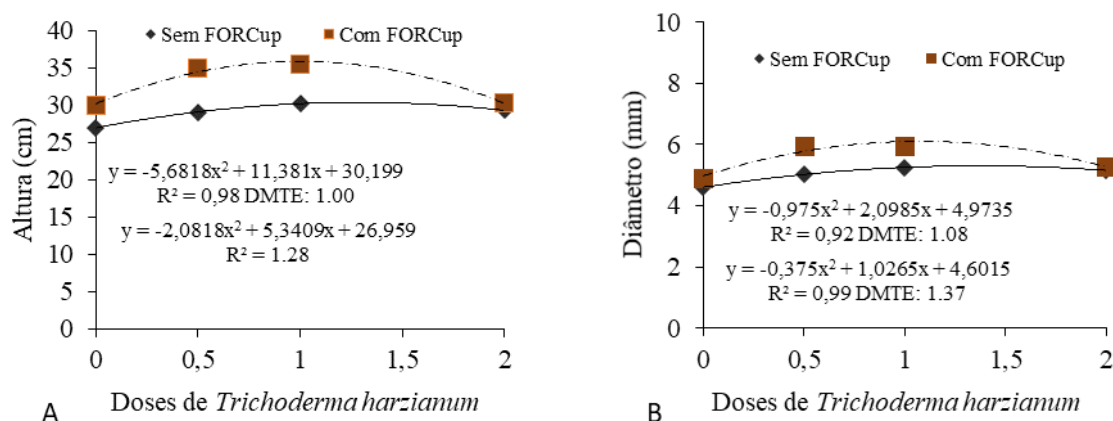 Sem FORCup
Com FORCup
Altura (cm)
40
35
30
25
20
15
10
5
0
y = -5,6818x² + 11,381x + 30,199
R² = 0,98 DMTE: 1.00
y = -2,0818x² + 5,3409x + 26,959
R² = 1.28
0 0,5 1 1,5 2
A
Doses de Trichoderma harzianum
Sem FORCup
Com FORCup
Diâmetro (mm)
10
8
6
4
2
0
y = -0,975x² + 2,0985x + 4,9735
R² = 0,92 DMTE: 1.08
y = -0,375x² + 1,0265x + 4,6015
R² = 0,99 DMTE: 1.37
0 0,5 1 1,5 2
B
Doses de Trichoderma harzianum